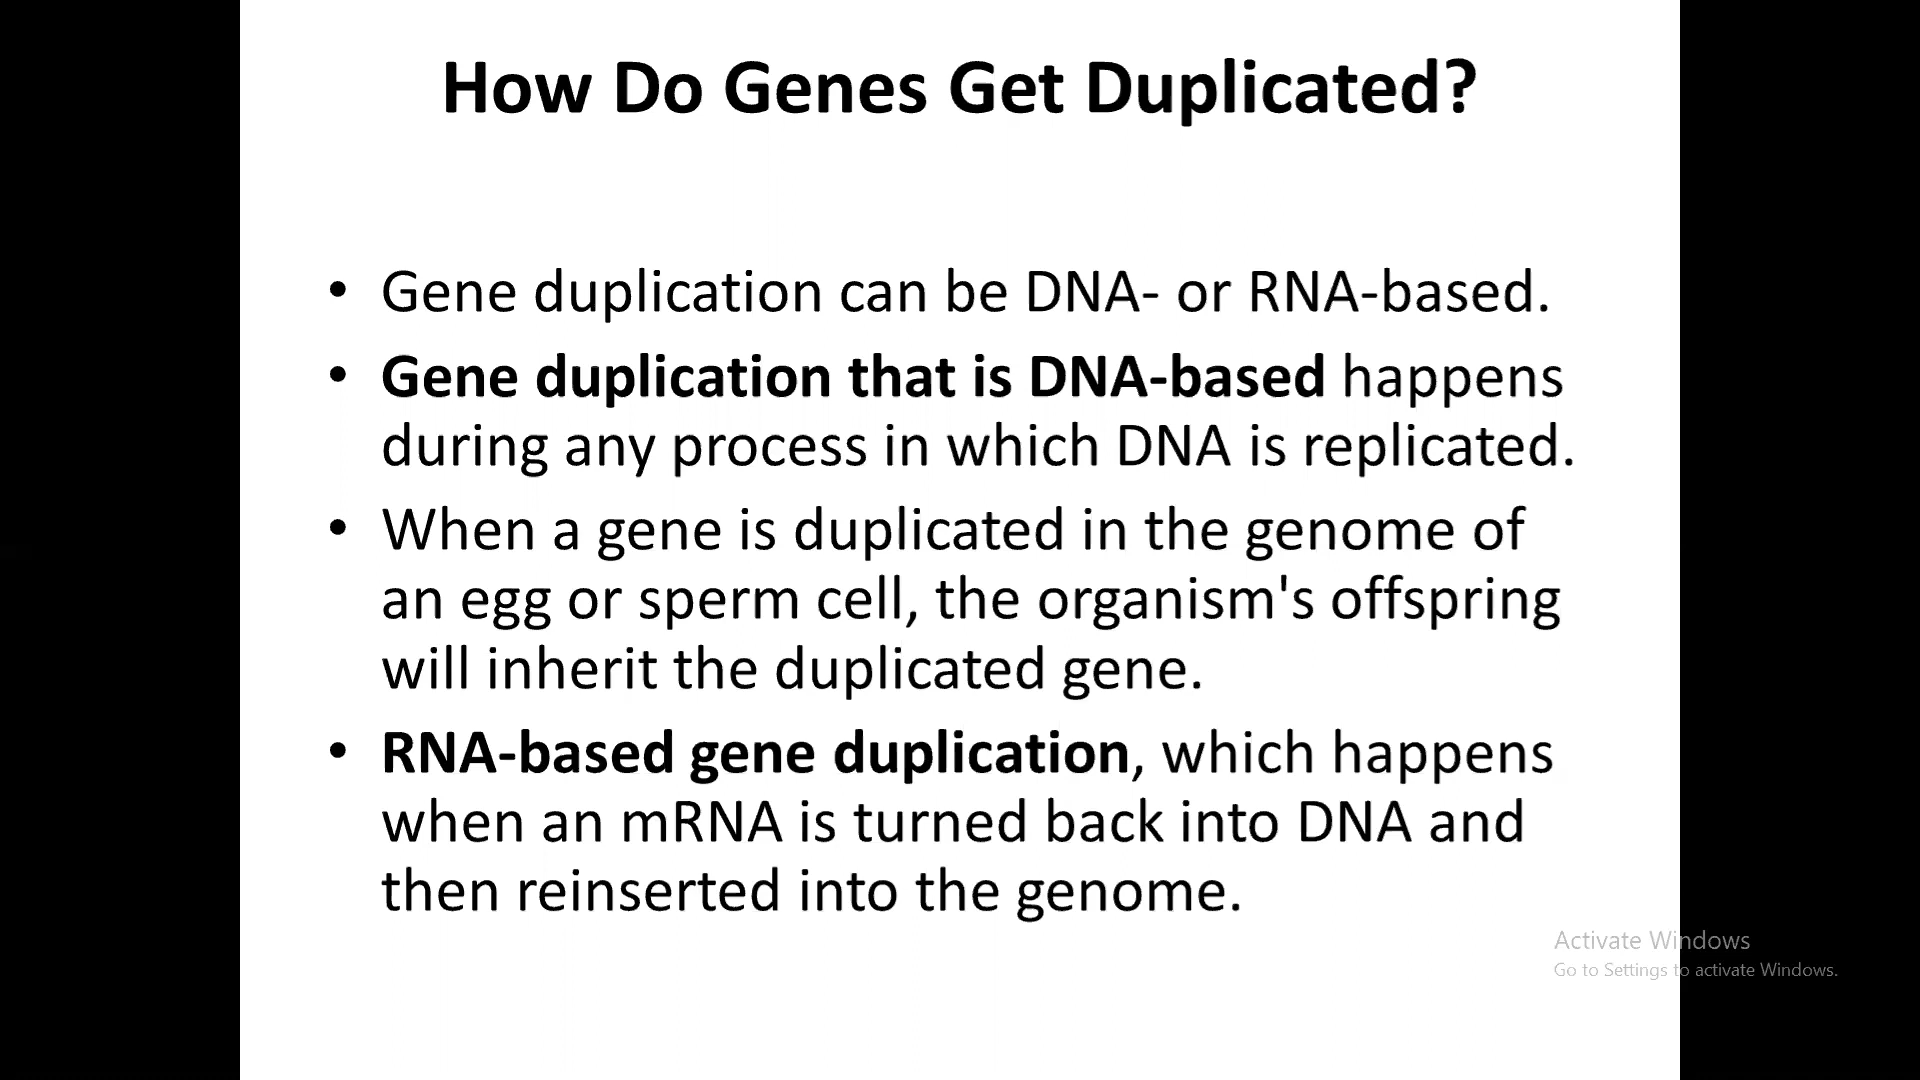 How Do Genes Get Duplicated?
• Gene duplication can be DNA- or RNA-based.
• Gene duplication that is DNA-based happens
during any process in which DNA is replicated.
• When a gene is duplicated in the genome of
an egg or sperm cell, the organism's offspring
will inherit the duplicated gene.
• RNA-based gene duplication, which happens
when an mRNA is turned back into DNA and
then reinserted into the genome.
Activate Windows
Go to Settings to activate Windows.